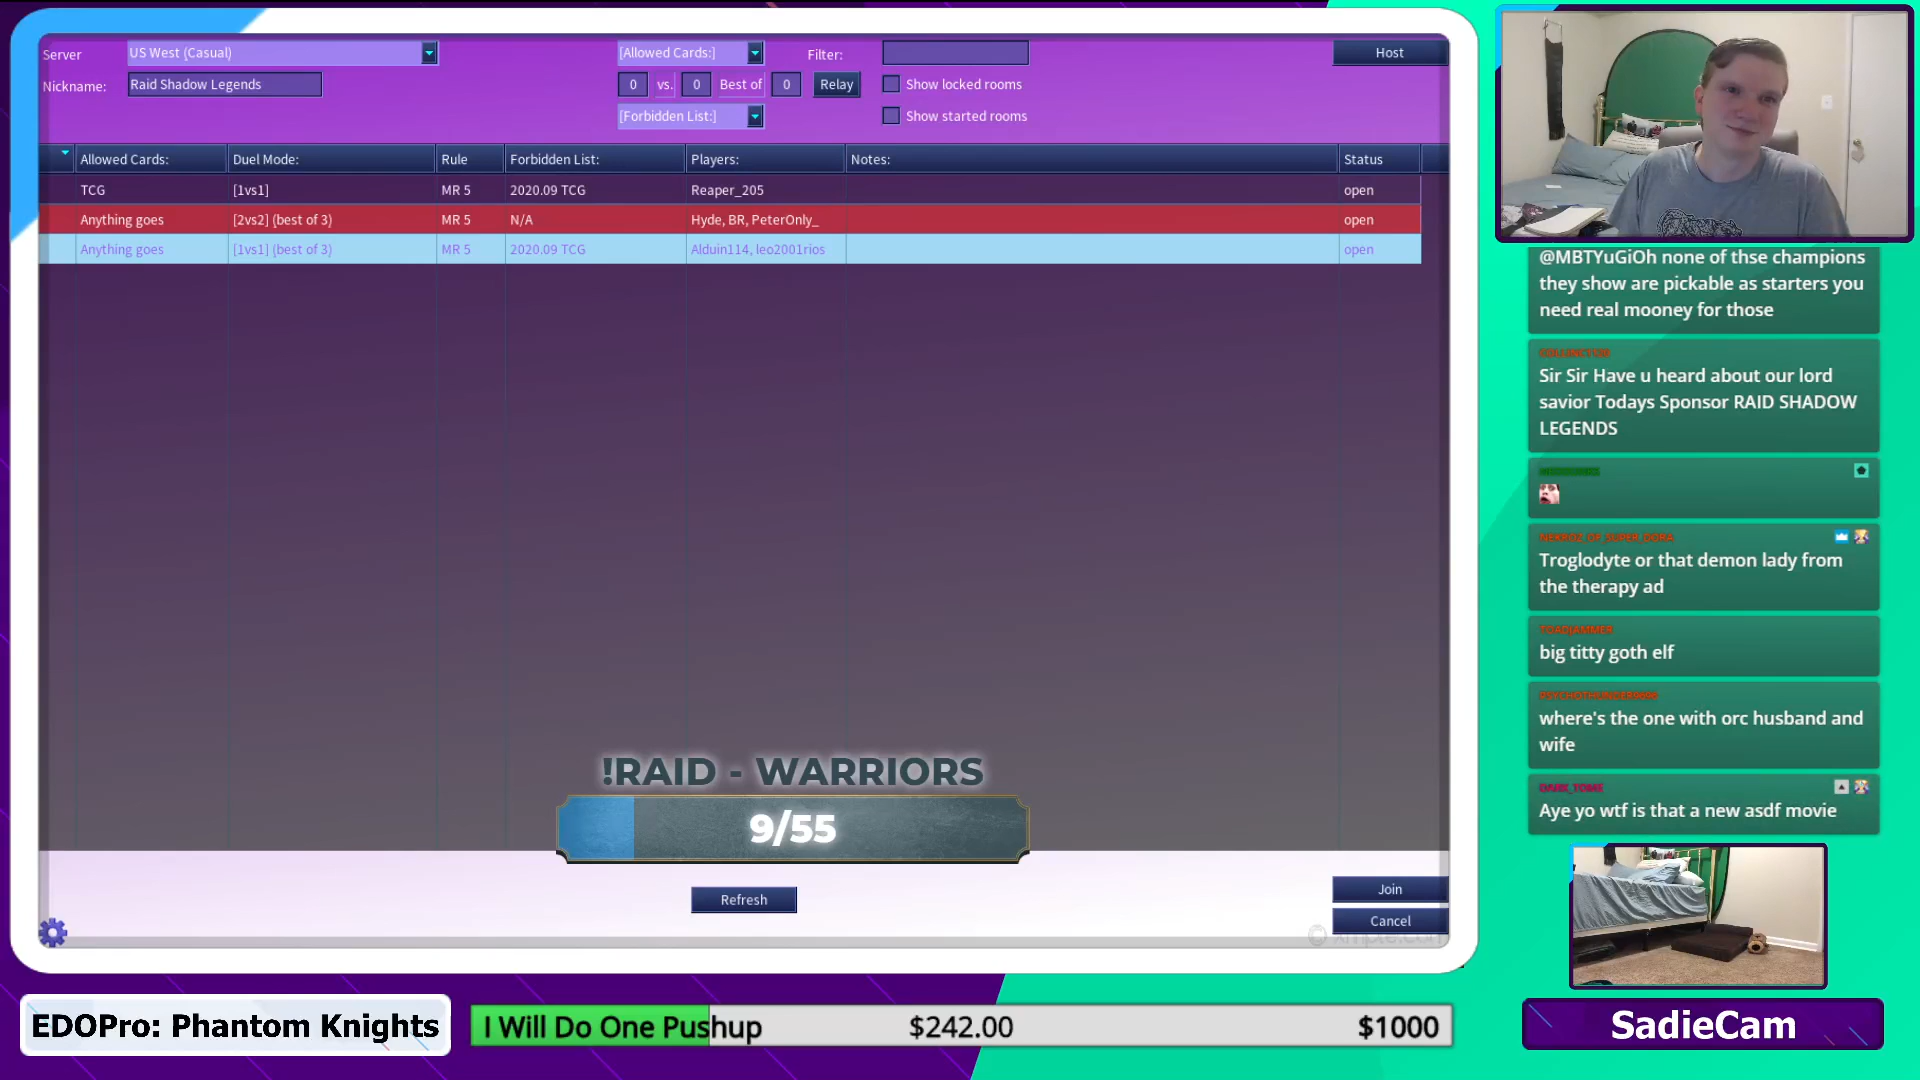 Server
US West (Casual)
[Allowed Cards:]
Filter:
Host
Nickname:
Raid Shadow Legends
0 vs. 0 Best of 0 Relay
Show locked rooms
[Forbidden List:]
Show started rooms
Allowed Cards: Duel Mode: Rule Forbidden List: Players: Notes: Status
TCG [1vs1] MR 5 2020.09 TCG Reaper_205 open
Anything goes [2vs2] (best of 3) MR 5 N/A Hyde, BR, PeterOnly_ open
Anything goes [1vs1] (best of 3) MR 5 2020.09 TCG Alduin114, leo2001rios open
!RAID - WARRIORS
9/55
Refresh
Join
Cancel
@MBTYuGiOh none of thse champions
they show are pickable as starters you
need real mooney for those
Sir Sir Have u heard about our lord
savior Todays Sponsor RAID SHADOW
LEGENDS
NEKROZ_OF_SUPER_DORA
Troglodyte or that demon lady from
the therapy ad
TOADJAMMER
big titty goth elf
where's the one with orc husband and
wife
Aye yo wtf is that a new asdf movie
EDOPro: Phantom Knights
I Will Do One Pushup
$242.00
$1000
SadieCam